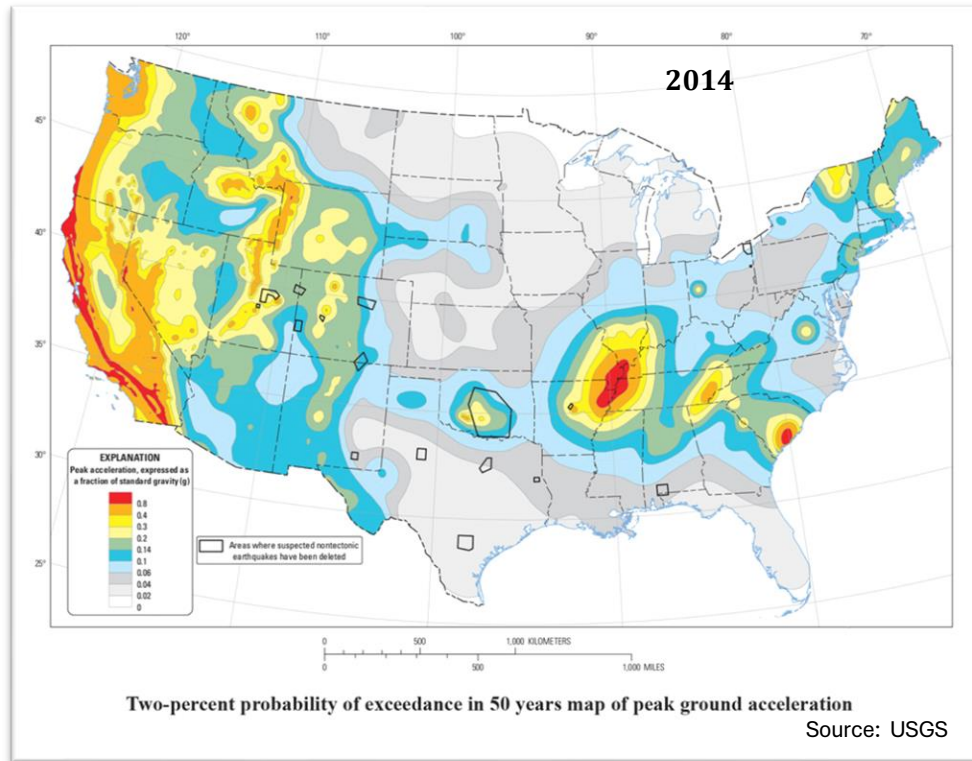 120°
110°
100°
90°
80°
70°
2014
45°
40°
35°
30°
25°
EXPLANATION
Peak acceleration, expressed as
a fraction of standard gravity (g)
0.8
0.4
0.3
0.2
0.14
0.1
0.06
0.04
0.02
0
Areas where suspected nontectonic
earthquakes have been deleted
0 500 1,000 KILOMETERS
0 500 1,000 MILES
Two-percent probability of exceedance in 50 years map of peak ground acceleration
Source: USGS